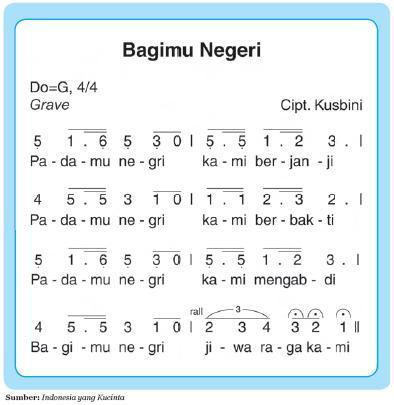 Bagimu Negeri
Do=G, 4/4
Grave Cipt. Kusbini
5̣ 1 . 6̣ 5̣ 3 0 | 5̣ . 5̣ 1 . 2 3 . |
Pa - da - mu ne - gri ka - mi ber - jan - ji
4 5 . 5 3 1 0 | 1 . 1 2 . 3 2 . |
Pa - da - mu ne - gri ka - mi ber - bak - ti
5̣ 1 . 6̣ 5̣ 3 0 | 5̣ . 5̣ 1 . 2 3 . |
Pa - da - mu ne - gri ka - mi mengab - di
rall 3
4 5 . 5 3 1 0 | 2 3 4 3 2 1 ||
Ba - gi - mu ne - gri ji - wa ra - ga ka - mi
Sumber: Indonesia yang Kucinta